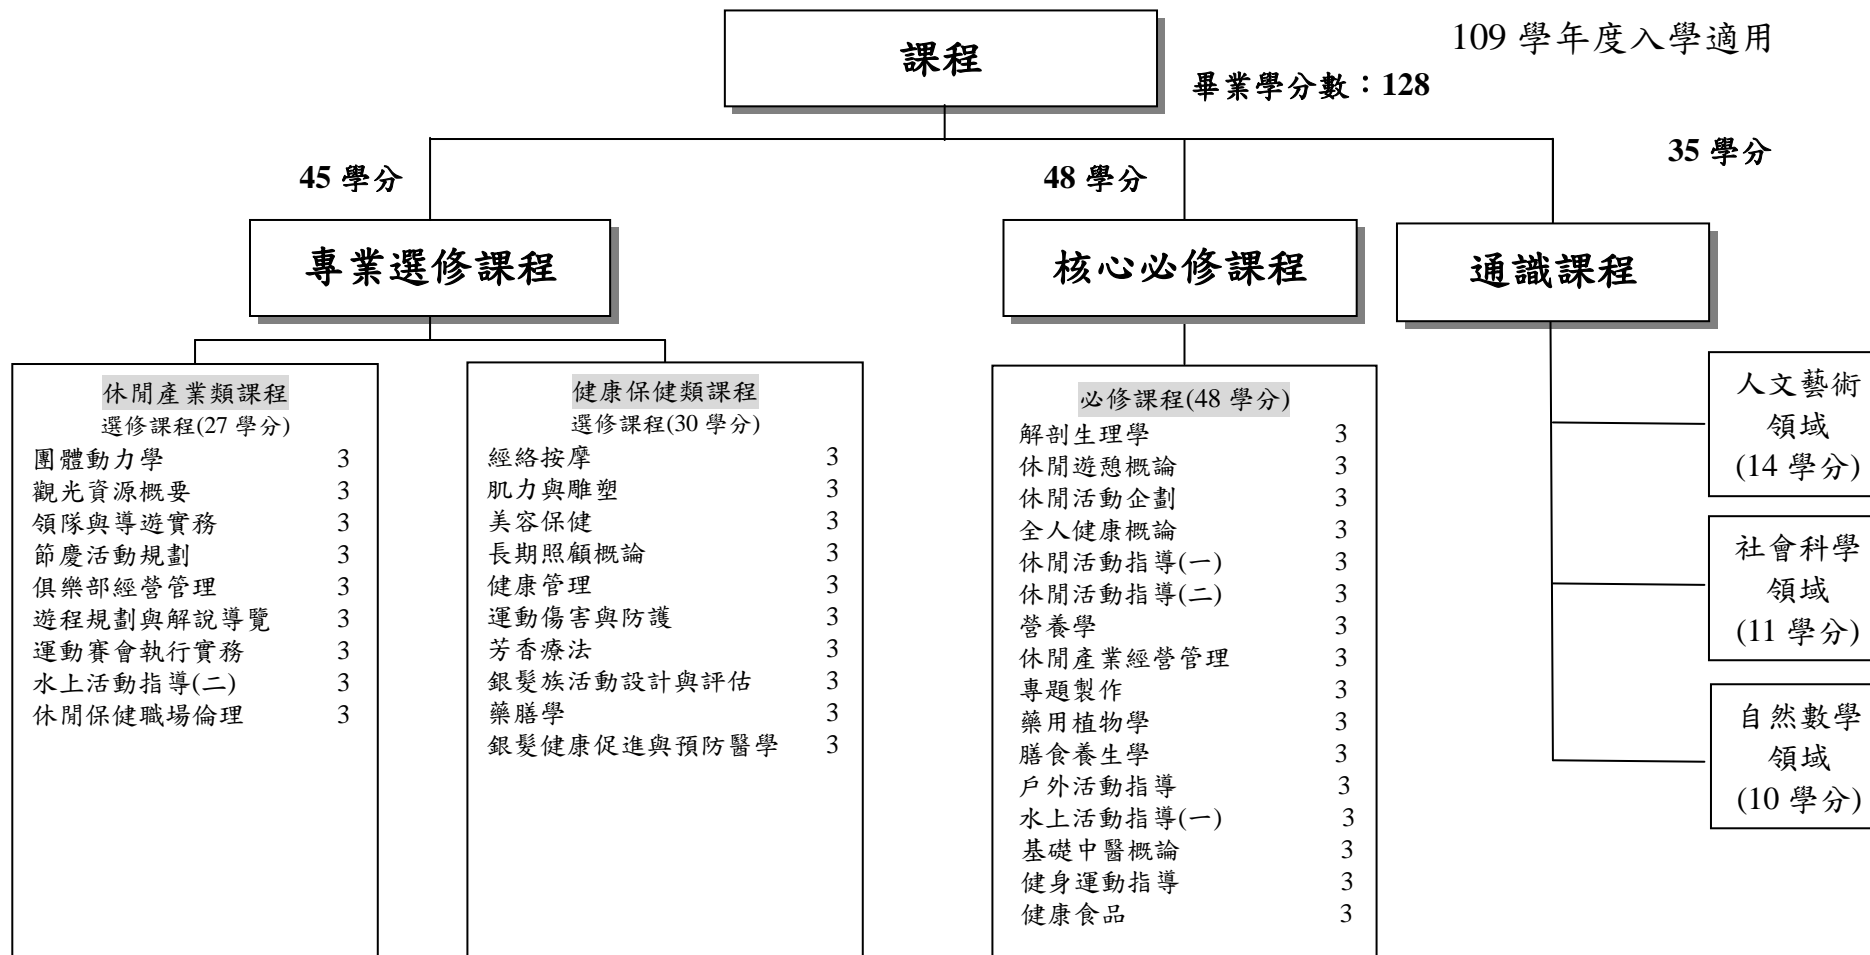 109 學年度入學適用
課程
畢業學分數：128
45 學分
48 學分
35 學分
專業選修課程
核心必修課程
通識課程
休閒產業類課程
選修課程(27 學分)
團體動力學 3
觀光資源概要 3
領隊與導遊實務 3
節慶活動規劃 3
俱樂部經營管理 3
遊程規劃與解說導覽 3
運動賽會執行實務 3
水上活動指導(二) 3
休閒保健職場倫理 3
健康保健類課程
選修課程(30 學分)
經絡按摩 3
肌力與雕塑 3
美容保健 3
長期照顧概論 3
健康管理 3
運動傷害與防護 3
芳香療法 3
銀髮族活動設計與評估 3
藥膳學 3
銀髮健康促進與預防醫學 3
必修課程(48 學分)
解剖生理學 3
休閒遊憩概論 3
休閒活動企劃 3
全人健康概論 3
休閒活動指導(一) 3
休閒活動指導(二) 3
營養學 3
休閒產業經營管理 3
專題製作 3
藥用植物學 3
膳食養生學 3
戶外活動指導 3
水上活動指導(一) 3
基礎中醫概論 3
健身運動指導 3
健康食品 3
人文藝術
領域
(14 學分)
社會科學
領域
(11 學分)
自然數學
領域
(10 學分)